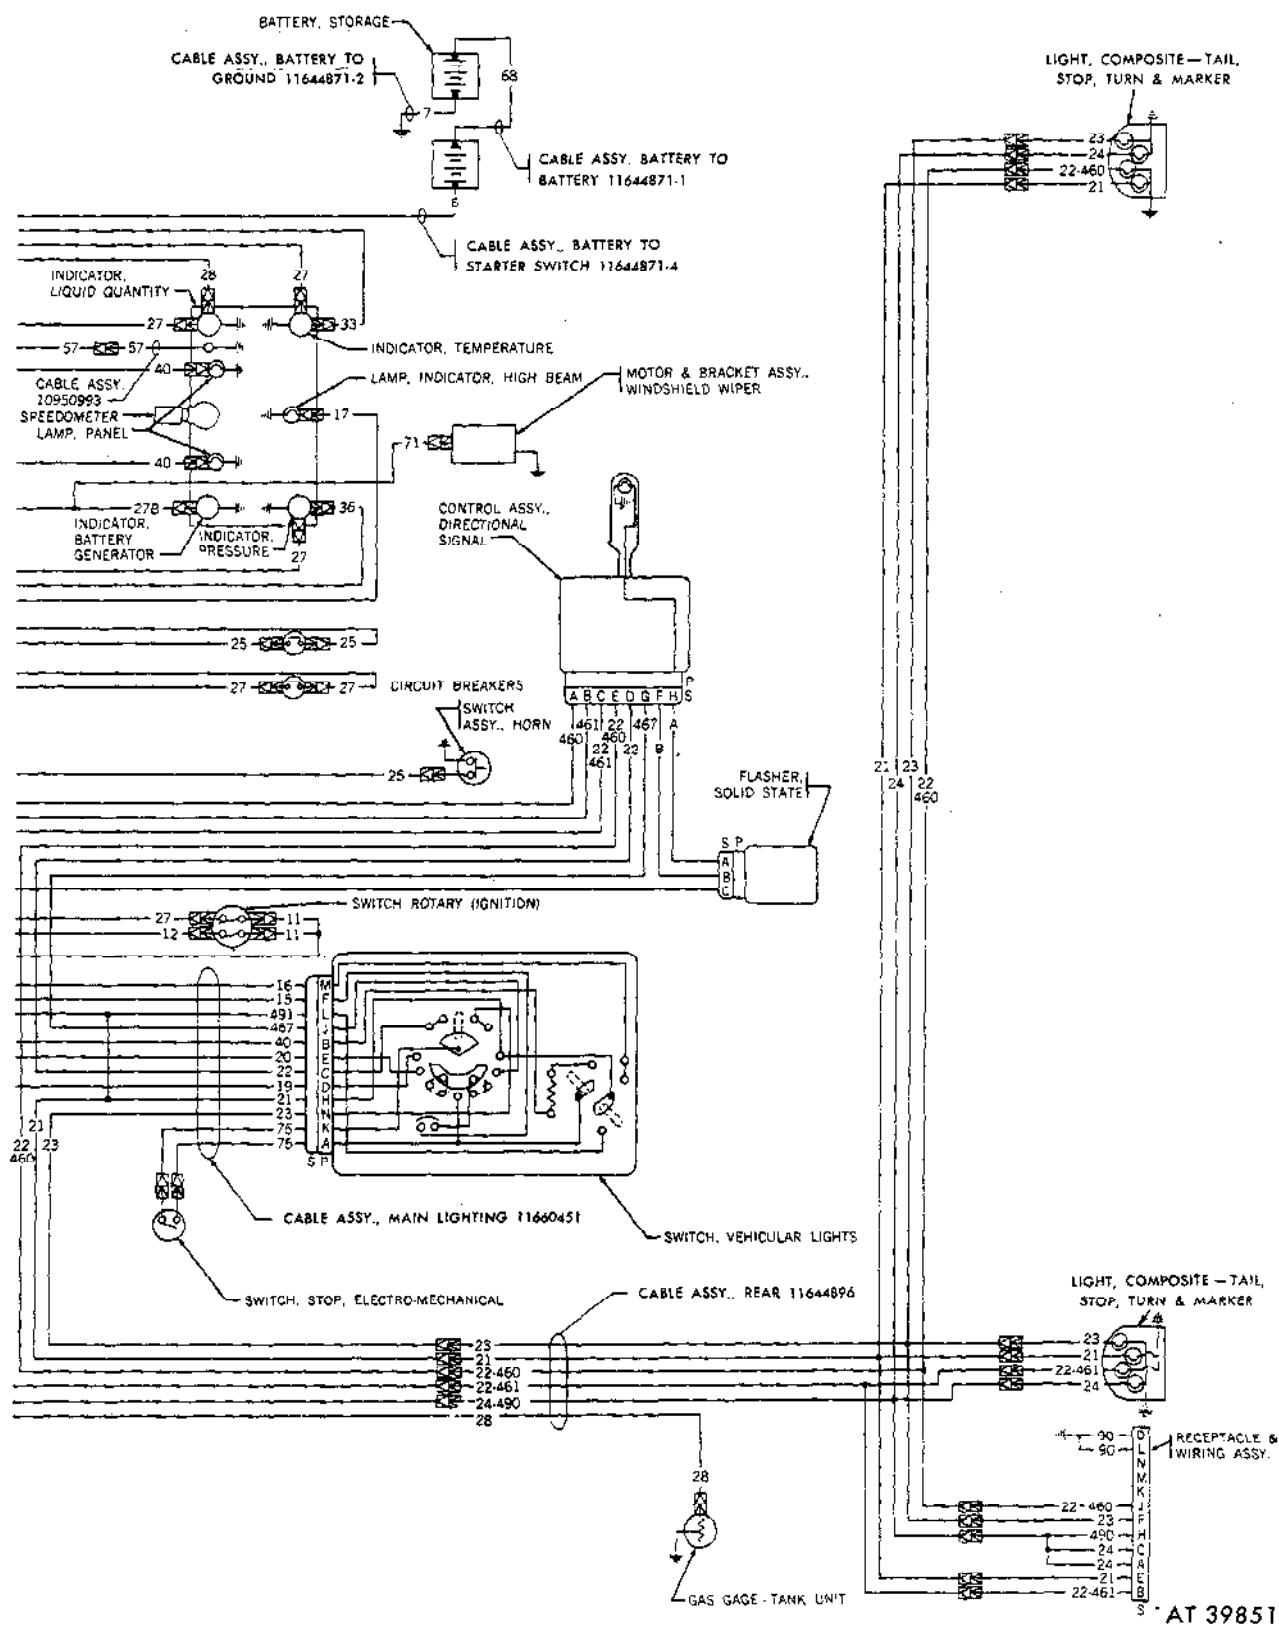 BATTERY, STORAGE
CABLE ASSY., BATTERY TO
GROUND 11644871-2
68
7
LIGHT, COMPOSITE—TAIL,
STOP, TURN & MARKER
23
24
22-460
21
CABLE ASSY. BATTERY TO
BATTERY 11644871-1
6
CABLE ASSY., BATTERY TO
STARTER SWITCH 11644871-4
INDICATOR,
LIQUID QUANTITY
28
27
27
33
57
57
INDICATOR, TEMPERATURE
40
CABLE ASSY.
10950993
SPEEDOMETER
LAMP, PANEL
LAMP, INDICATOR, HIGH BEAM
17
MOTOR & BRACKET ASSY.,
WINDSHIELD WIPER
71
40
27B
36
INDICATOR,
BATTERY
GENERATOR
INDICATOR,
PRESSURE
27
CONTROL ASSY.,
DIRECTIONAL
SIGNAL
25
25
27
27
CIRCUIT BREAKERS
SWITCH
ASSY., HORN
25
P
S
A B C E D G F H
460
461
22
461
22
460
22
467
B
A
FLASHER,
SOLID STATE
S P
A
B
C
21
24
23
22
460
SWITCH ROTARY (IGNITION)
27
11
12
11
16 M
15 F
491 L
467 J
40 B
20 E
22 C
19 D
21 H
23 N
75 K
75 A
S P
21
22
460
23
CABLE ASSY., MAIN LIGHTING 11660451
SWITCH, VEHICULAR LIGHTS
SWITCH, STOP, ELECTRO-MECHANICAL
CABLE ASSY., REAR 11644896
LIGHT, COMPOSITE—TAIL,
STOP, TURN & MARKER
23
21
22-460
22-461
24-490
28
23
21
22-461
24
28
GAS GAGE - TANK UNIT
RECEPTACLE &
WIRING ASSY.
90 D
90 L
N
M
K
22-460 J
23 F
490 H
24 C
24 A
21 E
22-461 B
S
AT 39851